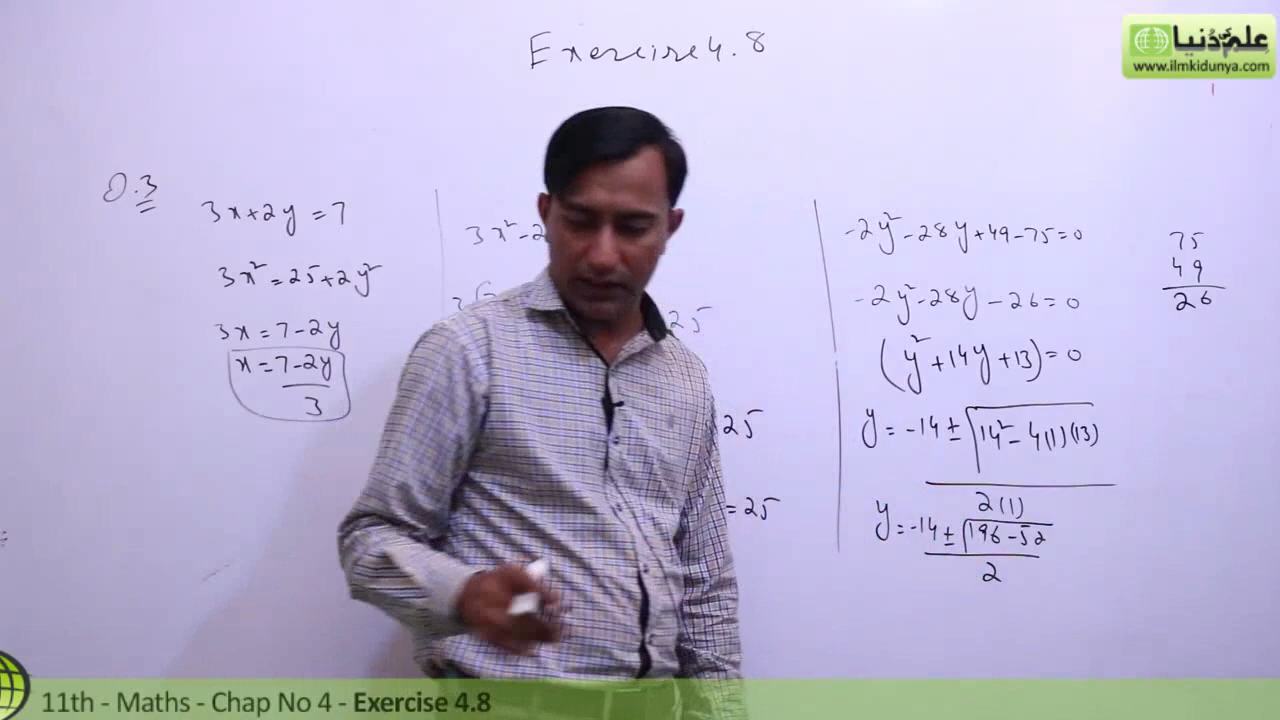 Exercise 4.8
علم کی دُنیا
www.ilmkidunya.com
Q.3
3x+2y=7
3x²=25+2y²
3x=7-2y
x=7-2y
3
3x²-2
25
25
=25
-2y²-28y+49-75=0
-2y²-28y-26=0
(y²+14y+13)=0
y=-14±√14²-4(1)(13)
2(1)
y=-14±√196-52
2
75
49
26
11th - Maths - Chap No 4 - Exercise 4.8